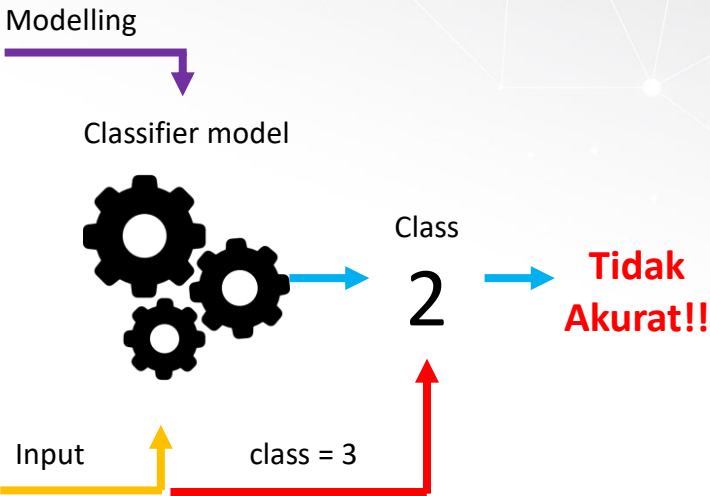 Modelling
Classifier model
Class
2
Tidak
Akurat!!
Input
class = 3